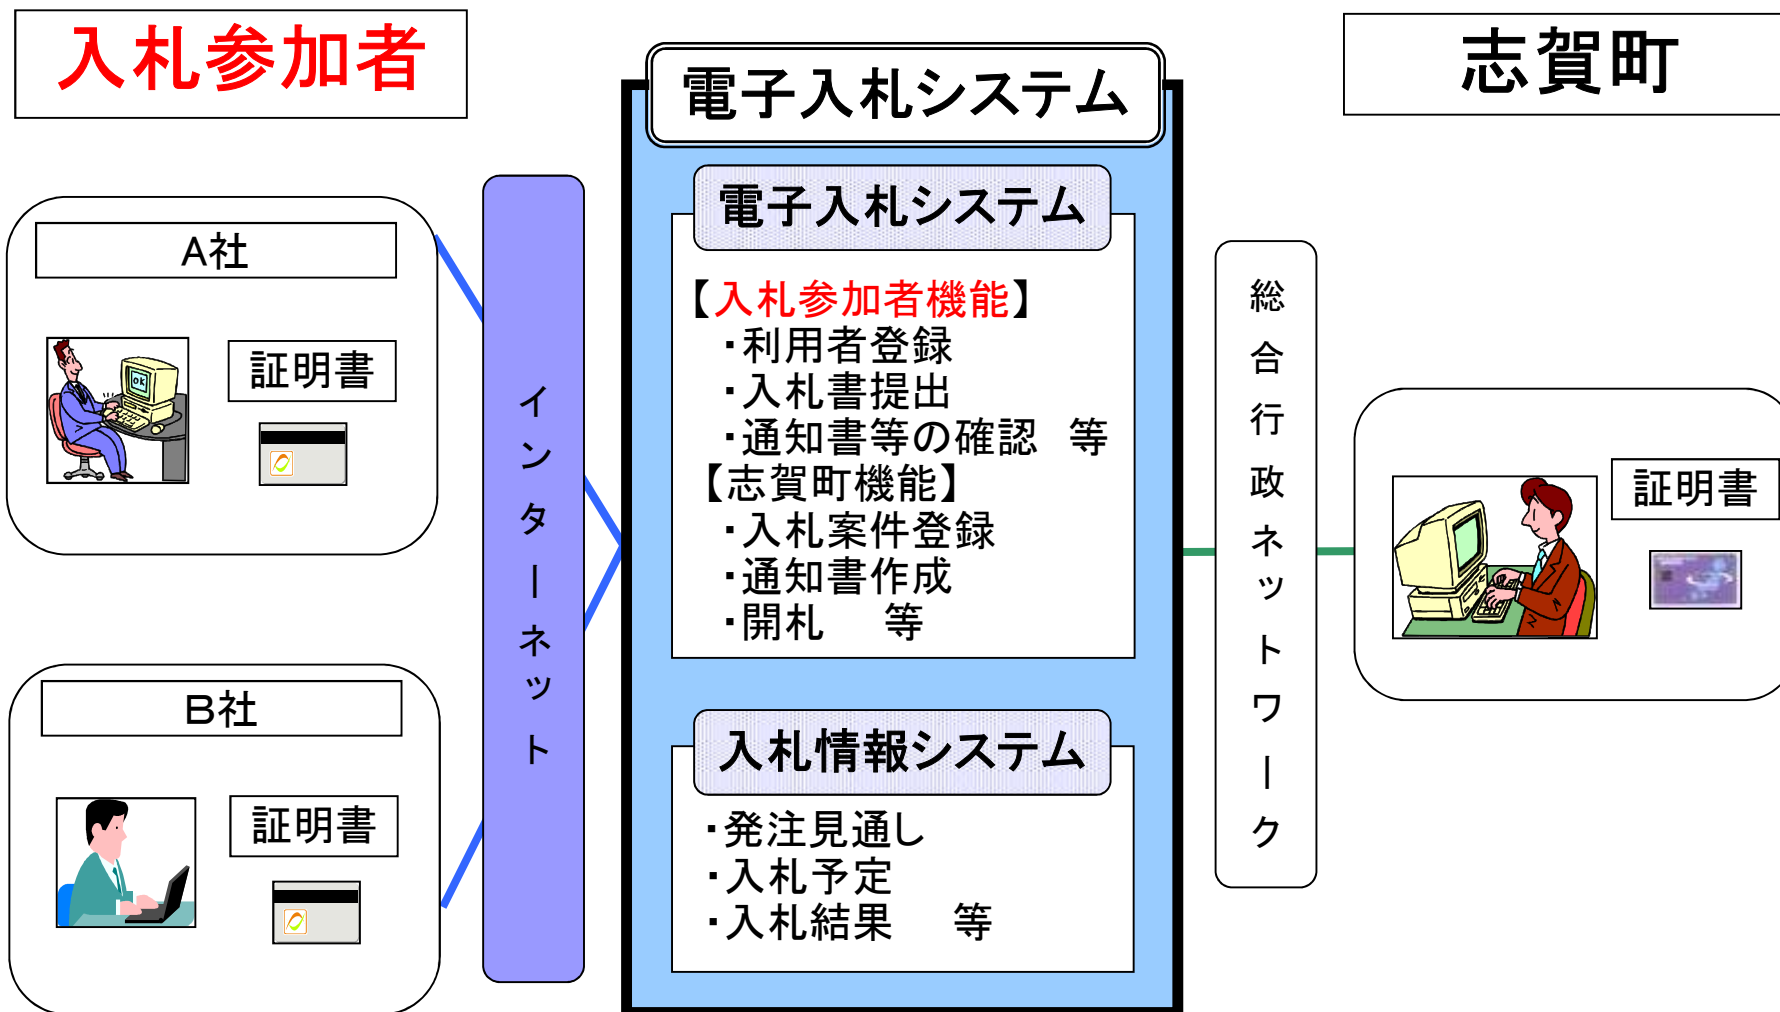 入札参加者
電子入札システム
志賀町
A社
証明書
B社
証明書
インターネット
電子入札システム
【入札参加者機能】
・利用者登録
・入札書提出
・通知書等の確認　等
【志賀町機能】
・入札案件登録
・通知書作成
・開札　等
入札情報システム
・発注見通し
・入札予定
・入札結果　等
総合行政ネットワーク
証明書
OK